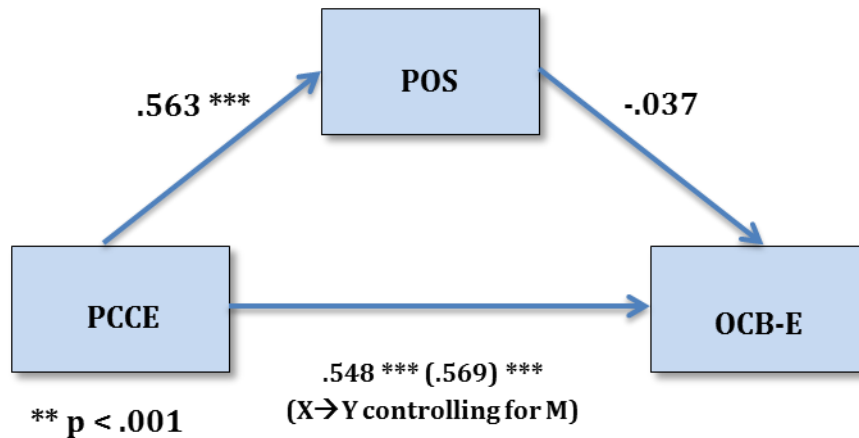 POS
.563 ***
-.037
PCCE
OCB-E
.548 *** (.569) ***
(X→Y controlling for M)
** p < .001